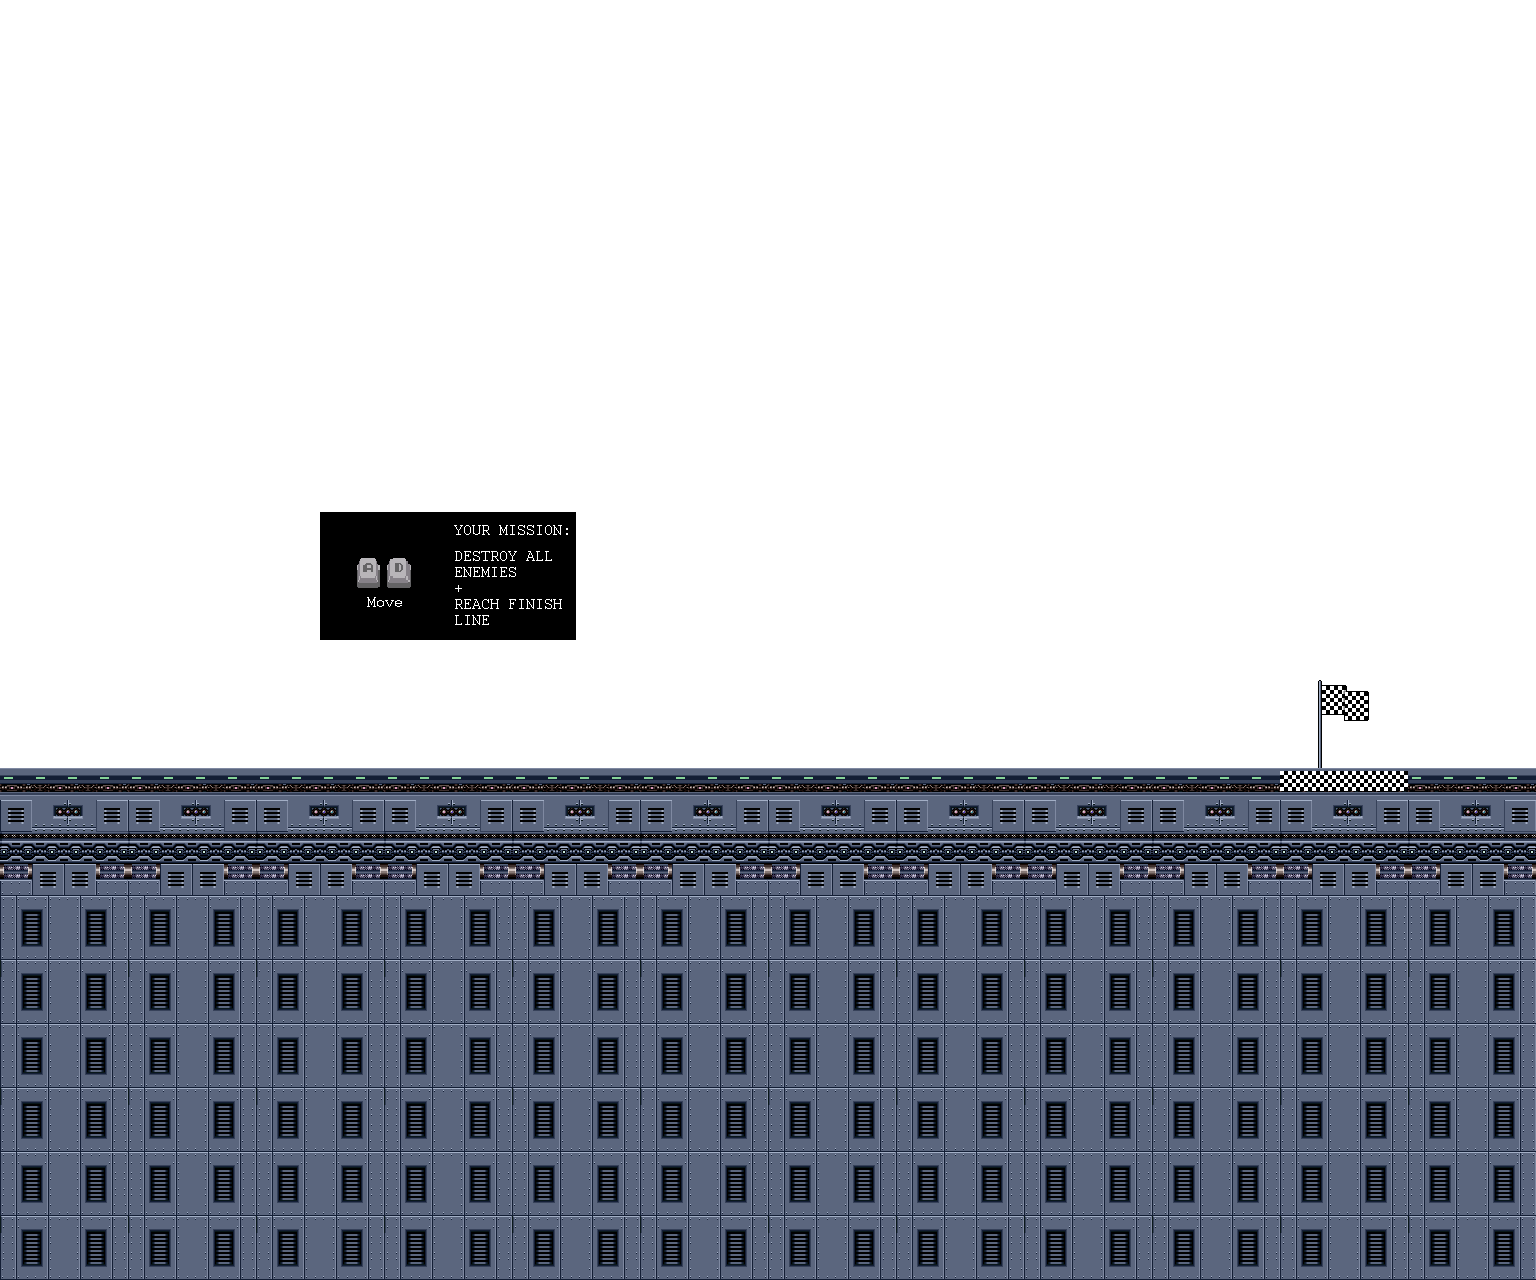 A D
Move
YOUR MISSION:
DESTROY ALL
ENEMIES
+
REACH FINISH
LINE